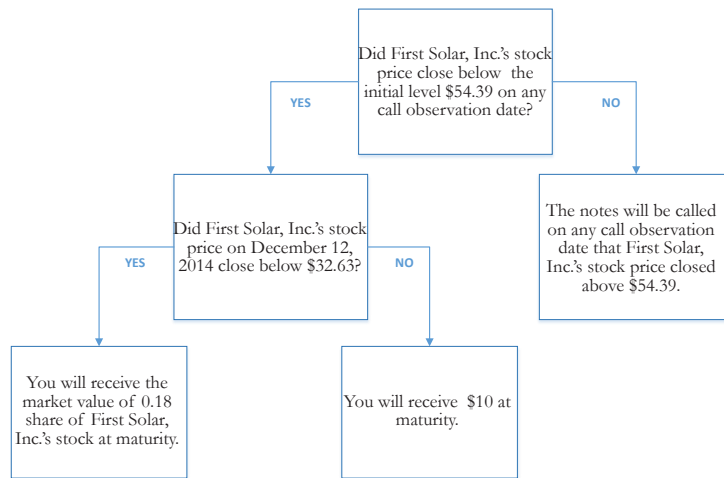 Did First Solar, Inc.'s stock
price close below the
initial level $54.39 on any
call observation date?
YES
NO
Did First Solar, Inc.'s stock
price on December 12,
2014 close below $32.63?
The notes will be called
on any call observation
date that First Solar,
Inc.'s stock price closed
above $54.39.
YES
NO
You will receive the
market value of 0.18
share of First Solar,
Inc.'s stock at maturity.
You will receive $10 at
maturity.